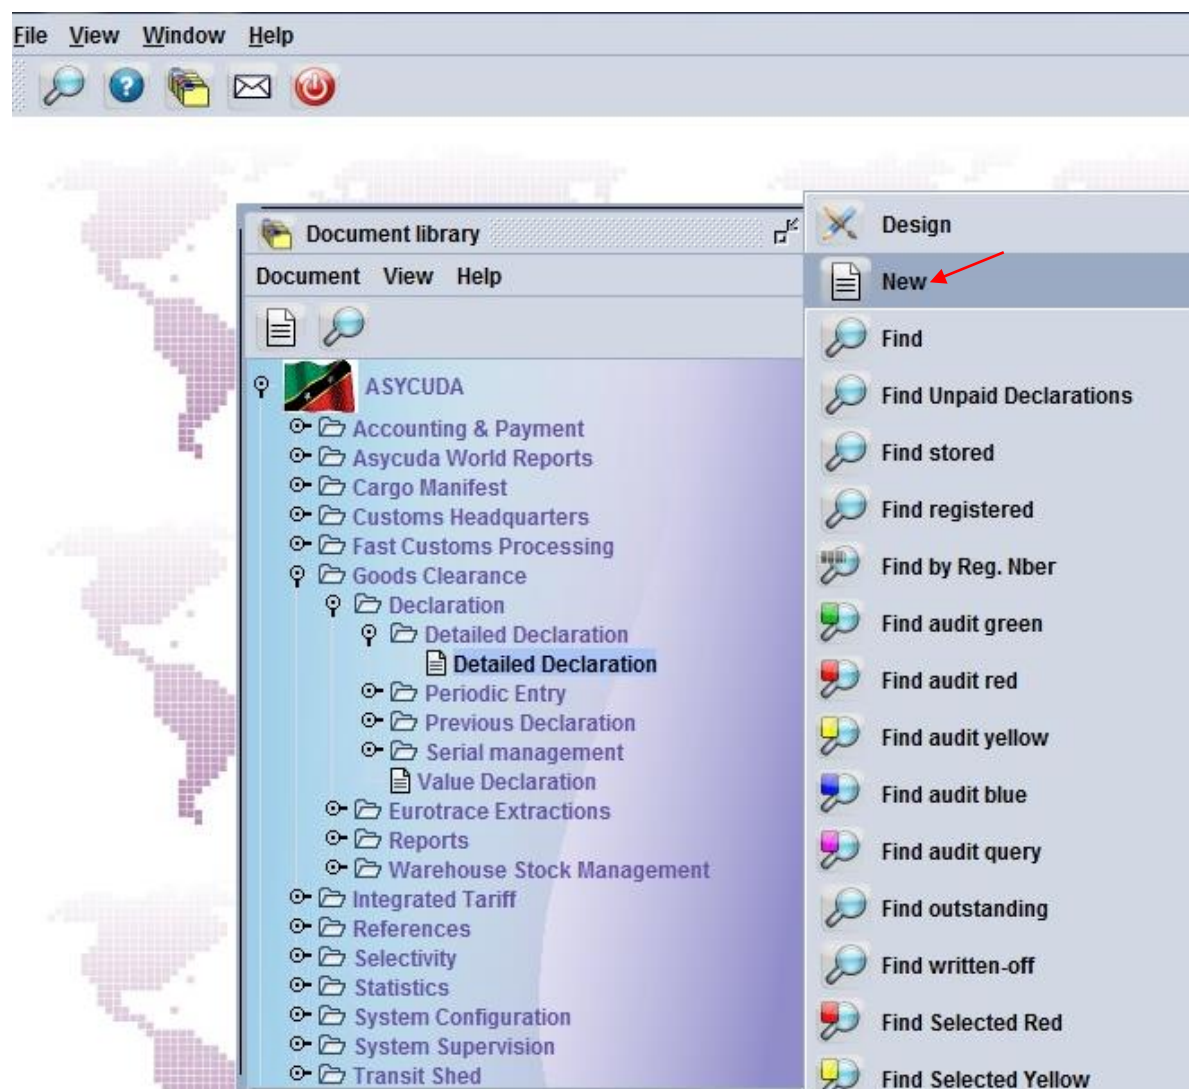 File View Window Help
Document library
Document View Help
ASYCUDA
Accounting & Payment
Asycuda World Reports
Cargo Manifest
Customs Headquarters
Fast Customs Processing
Goods Clearance
Declaration
Detailed Declaration
Detailed Declaration
Periodic Entry
Previous Declaration
Serial management
Value Declaration
Eurotrace Extractions
Reports
Warehouse Stock Management
Integrated Tariff
References
Selectivity
Statistics
System Configuration
System Supervision
Transit Shed
Design
New
Find
Find Unpaid Declarations
Find stored
Find registered
Find by Reg. Nber
Find audit green
Find audit red
Find audit yellow
Find audit blue
Find audit query
Find outstanding
Find written-off
Find Selected Red
Find Selected Yellow